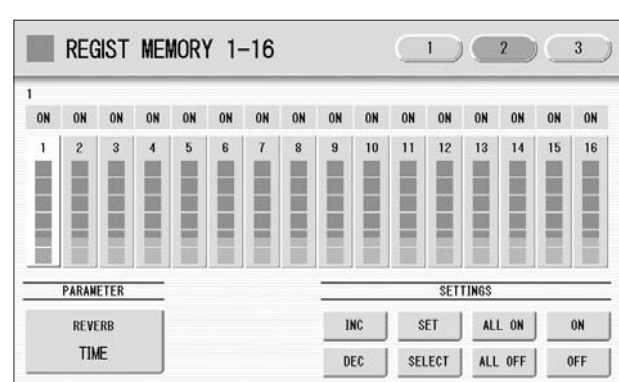 REGIST MEMORY 1-16 1 2 3
1
ON ON ON ON ON ON ON ON ON ON ON ON ON ON ON ON
1 2 3 4 5 6 7 8 9 10 11 12 13 14 15 16
PARAMETER SETTINGS
REVERB
TIME
INC SET ALL ON ON
DEC SELECT ALL OFF OFF